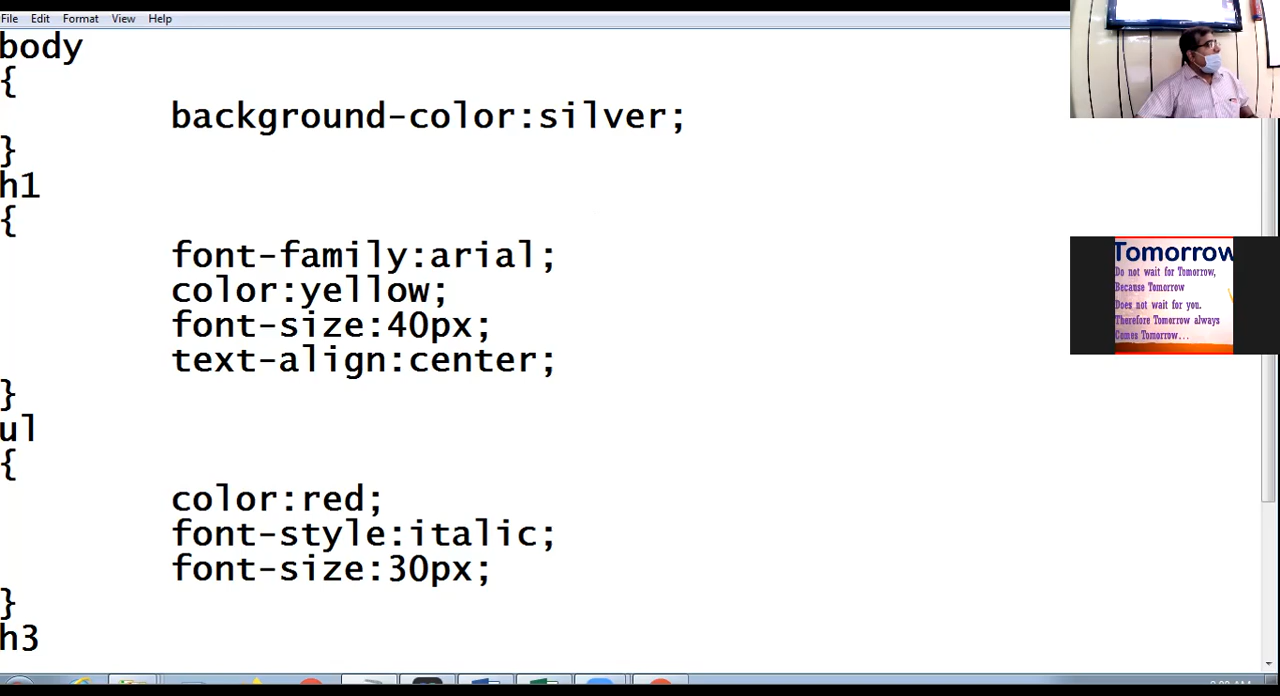 File Edit Format View Help
body
{
background-color:silver;
}
h1
{
font-family:arial;
color:yellow;
font-size:40px;
text-align:center;
}
ul
{
color:red;
font-style:italic;
font-size:30px;
}
h3
Tomorrow
Do not wait for Tomorrow,
Because Tomorrow
Does not wait for you.
Therefore Tomorrow always
Comes Tomorrow...